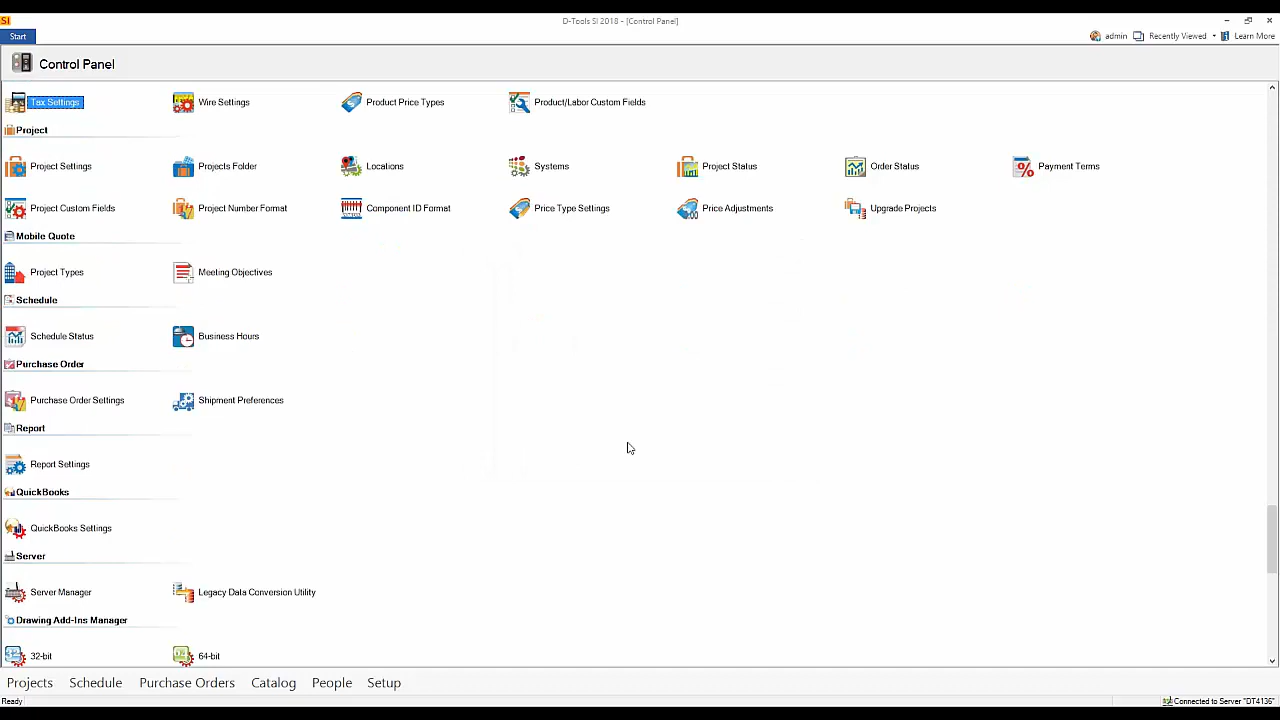 SI
D-Tools SI 2018 - [Control Panel]
Start
admin
Recently Viewed
Learn More
Control Panel
Tax Settings
Wire Settings
Product Price Types
Product/Labor Custom Fields
Project
Project Settings
Projects Folder
Locations
Systems
Project Status
Order Status
Payment Terms
Project Custom Fields
Project Number Format
Component ID Format
Price Type Settings
Price Adjustments
Upgrade Projects
Mobile Quote
Project Types
Meeting Objectives
Schedule
Schedule Status
Business Hours
Purchase Order
Purchase Order Settings
Shipment Preferences
Report
Report Settings
QuickBooks
QuickBooks Settings
Server
Server Manager
Legacy Data Conversion Utility
Drawing Add-Ins Manager
32-bit
64-bit
Projects
Schedule
Purchase Orders
Catalog
People
Setup
Ready
Connected to Server "DT4136"